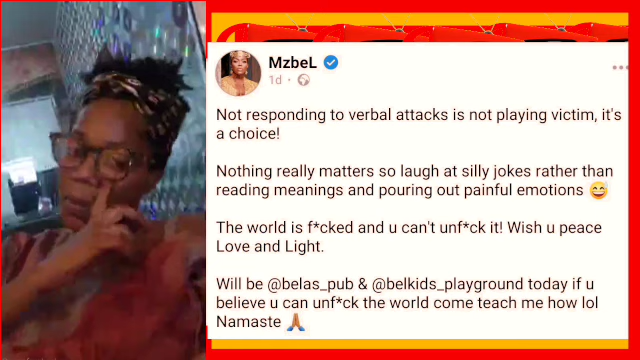 MzbeL
1d ·
Not responding to verbal attacks is not playing victim, it's
a choice!
Nothing really matters so laugh at silly jokes rather than
reading meanings and pouring out painful emotions 😄
The world is f*cked and u can't unf*ck it! Wish u peace
Love and Light.
Will be @belas_pub & @belkids_playground today if u
believe u can unf*ck the world come teach me how lol
Namaste 🙏🏾